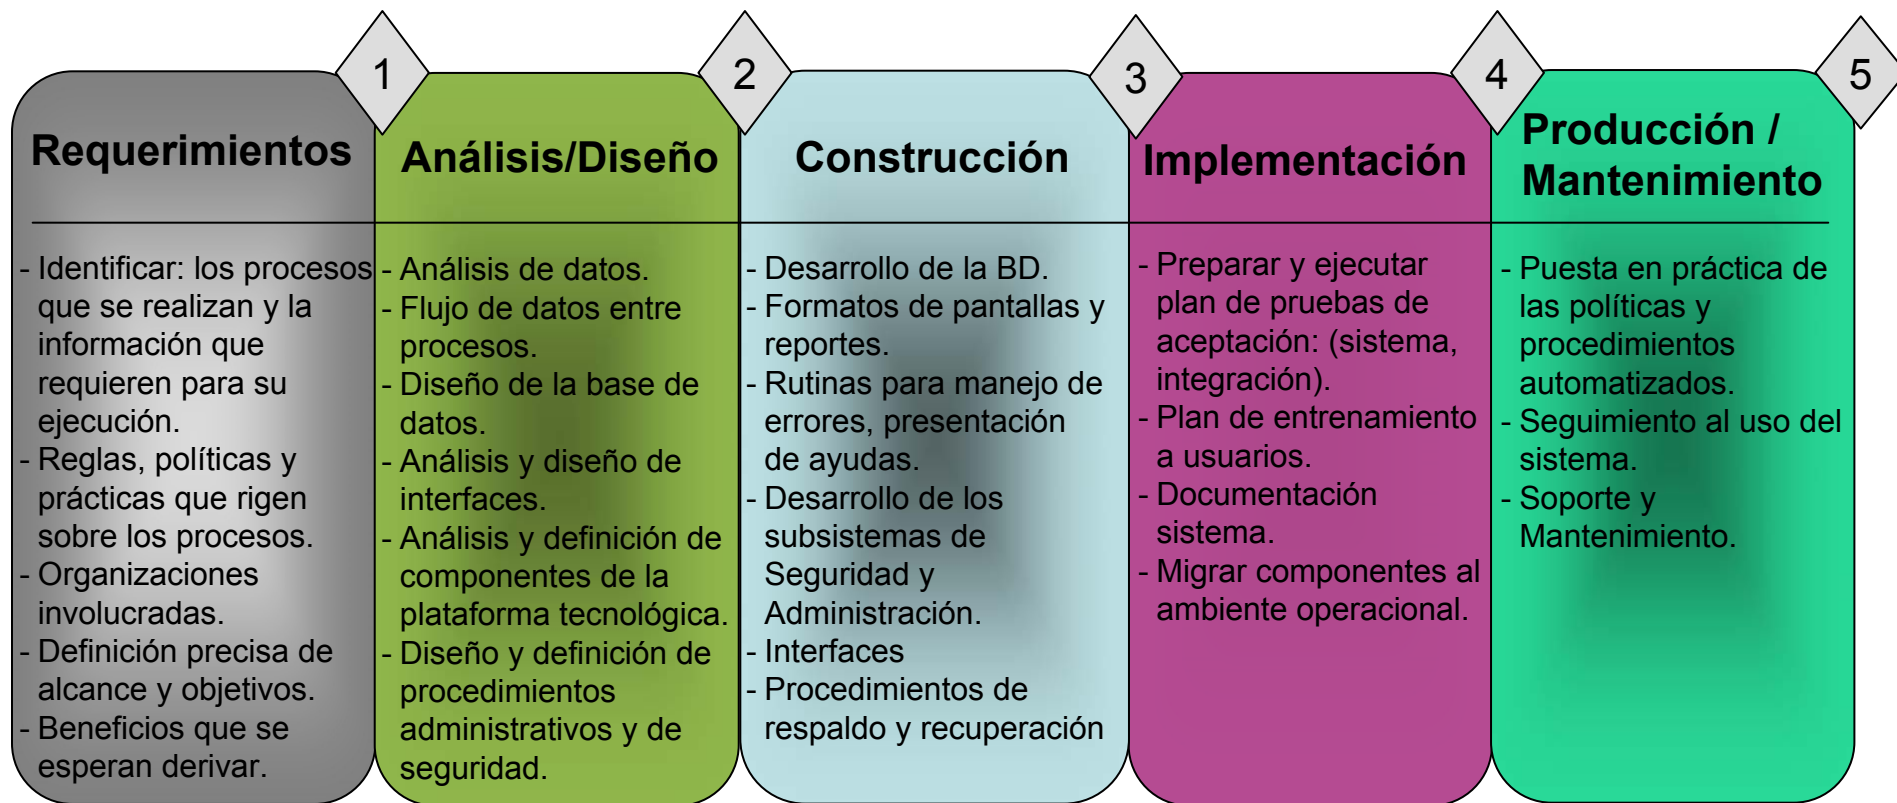 1
Requerimientos
- Identificar: los procesos
que se realizan y la
información que
requieren para su
ejecución.
- Reglas, políticas y
prácticas que rigen
sobre los procesos.
- Organizaciones
involucradas.
- Definición precisa de
alcance y objetivos.
- Beneficios que se
esperan derivar.
2
Análisis/Diseño
- Análisis de datos.
- Flujo de datos entre
procesos.
- Diseño de la base de
datos.
- Análisis y diseño de
interfaces.
- Análisis y definición de
componentes de la
plataforma tecnológica.
- Diseño y definición de
procedimientos
administrativos y de
seguridad.
3
Construcción
- Desarrollo de la BD.
- Formatos de pantallas y
reportes.
- Rutinas para manejo de
errores, presentación
de ayudas.
- Desarrollo de los
subsistemas de
Seguridad y
Administración.
- Interfaces
- Procedimientos de
respaldo y recuperación
4
Implementación
- Preparar y ejecutar
plan de pruebas de
aceptación: (sistema,
integración).
- Plan de entrenamiento
a usuarios.
- Documentación
sistema.
- Migrar componentes al
ambiente operacional.
5
Producción /
Mantenimiento
- Puesta en práctica de
las políticas y
procedimientos
automatizados.
- Seguimiento al uso del
sistema.
- Soporte y
Mantenimiento.